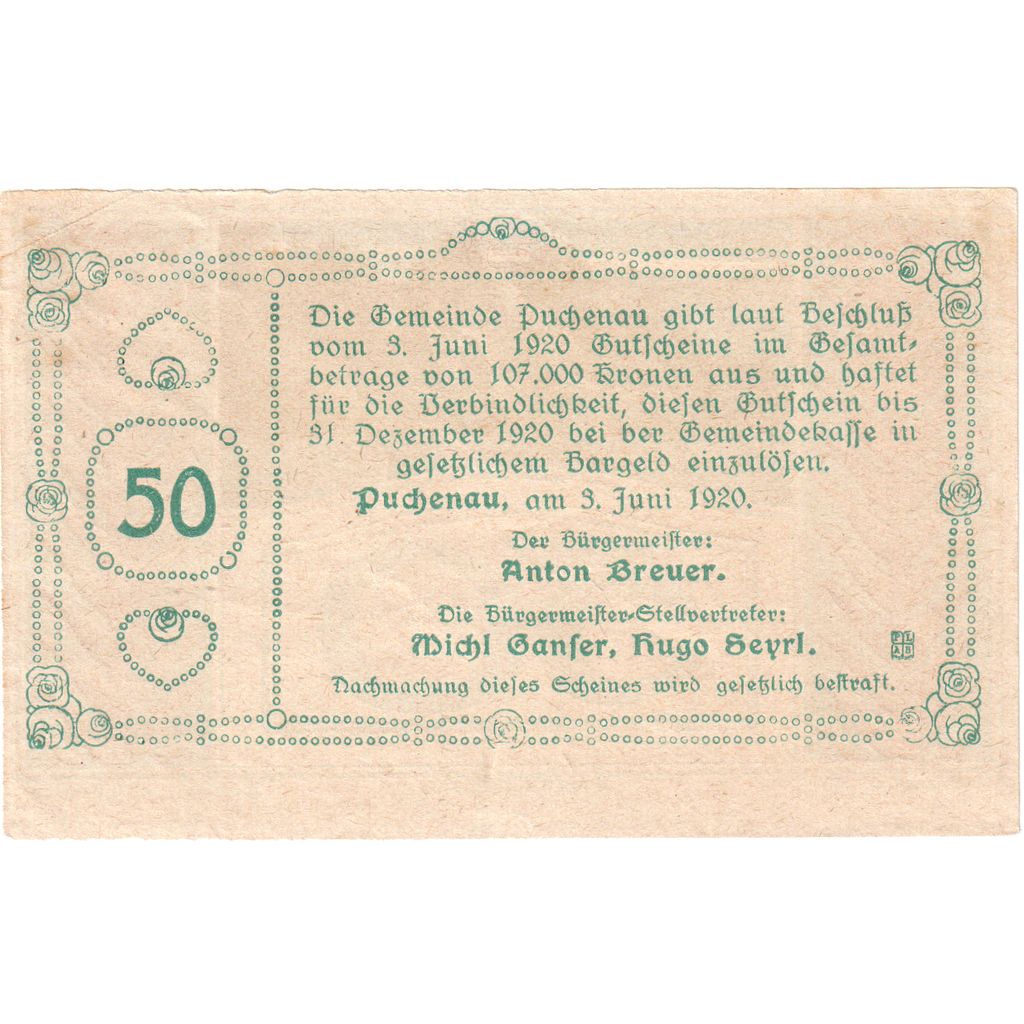 Die Gemeinde Puchenau gibt laut Beschluß
vom 3. Juni 1920 Gutscheine im Gesamt-
betrage von 107.000 Kronen aus und haftet
für die Verbindlichkeit, diesen Gutschein bis
31. Dezember 1920 bei ber Gemeindekasse in
gesetzlichem Bargeld einzulösen.
Puchenau, am 3. Juni 1920.
50
Der Bürgermeister:
Anton Breuer.
Die Bürgermeister-Stellvertreter:
Michl Ganser, Hugo Seyrl.
Nachmachung dieses Scheines wird gesetzlich bestraft.